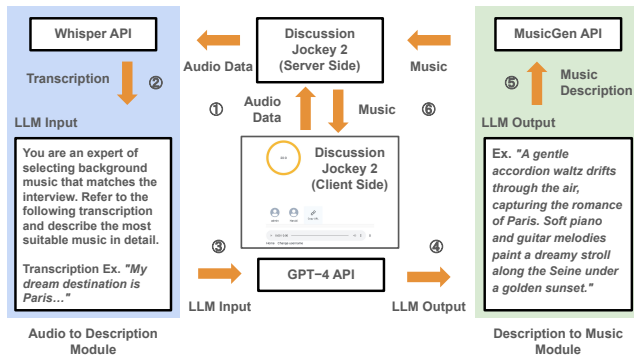 Whisper API
Transcription
②
LLM Input
You are an expert of
selecting background
music that matches the
interview. Refer to the
following transcription
and describe the most
suitable music in detail.
Transcription Ex. "My
dream destination is
Paris..."
Audio to Description
Module
Audio Data
Discussion
Jockey 2
(Server Side)
Music
①
Audio
Data
Music
⑥
Discussion
Jockey 2
(Client Side)
③
LLM Input
GPT-4 API
④
LLM Output
MusicGen API
⑤
Music
Description
LLM Output
Ex. "A gentle
accordion waltz drifts
through the air,
capturing the romance
of Paris. Soft piano
and guitar melodies
paint a dreamy stroll
along the Seine under
a golden sunset."
Description to Music
Module